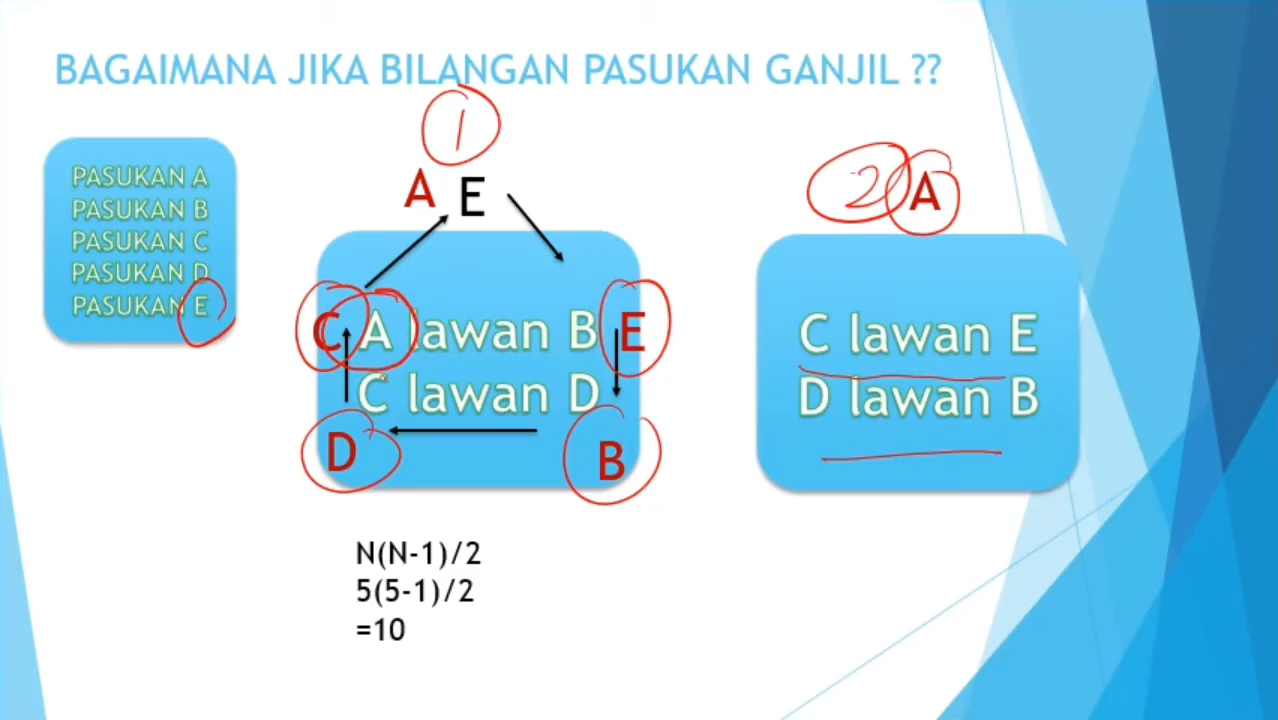 BAGAIMANA JIKA BILANGAN PASUKAN GANJIL ??
PASUKAN A
PASUKAN B
PASUKAN C
PASUKAN D
PASUKAN E
1
A E
C A lawan B E
C lawan D
D B
N(N-1)/2
5(5-1)/2
=10
2 A
C lawan E
D lawan B